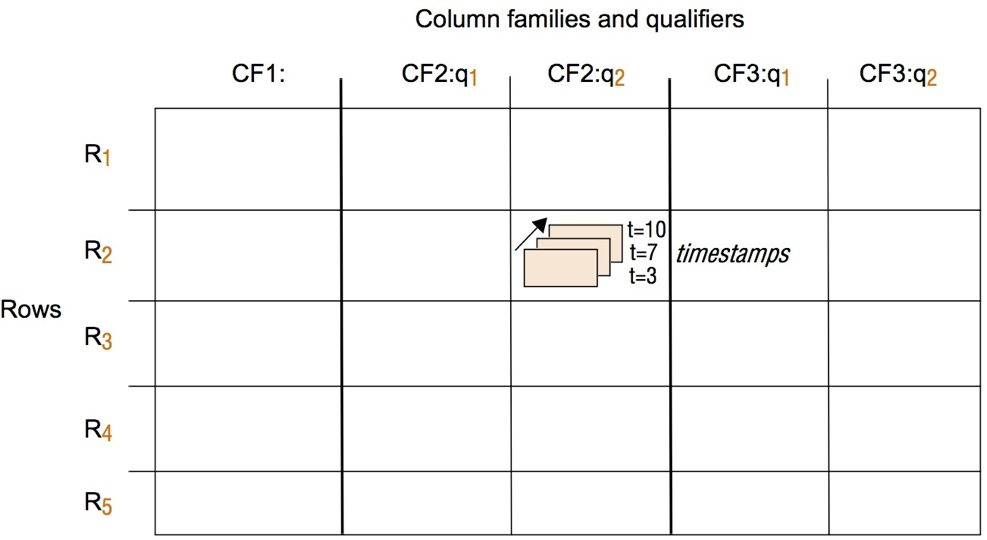 Column families and qualifiers
CF1: CF2:q1 CF2:q2 CF3:q1 CF3:q2
R1
R2
t=10
t=7 timestamps
t=3
Rows
R3
R4
R5